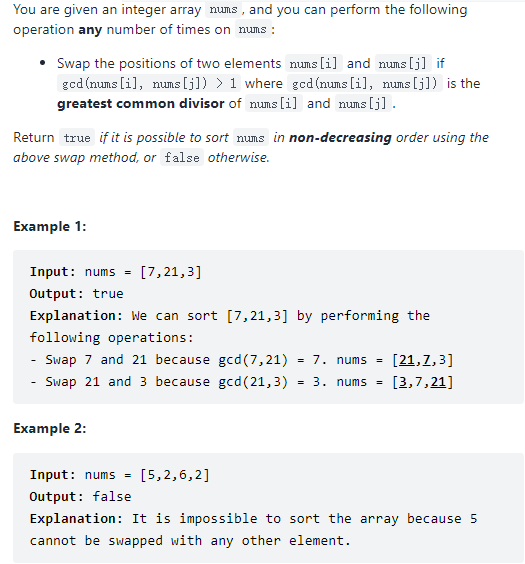 You are given an integer array nums , and you can perform the following
operation any number of times on nums :
• Swap the positions of two elements nums[i] and nums[j] if
gcd(nums[i], nums[j]) > 1 where gcd(nums[i], nums[j]) is the
greatest common divisor of nums[i] and nums[j] .
Return true if it is possible to sort nums in non-decreasing order using the
above swap method, or false otherwise.
Example 1:
Input: nums = [7,21,3]
Output: true
Explanation: We can sort [7,21,3] by performing the
following operations:
- Swap 7 and 21 because gcd(7,21) = 7. nums = [21,7,3]
- Swap 21 and 3 because gcd(21,3) = 3. nums = [3,7,21]
Example 2:
Input: nums = [5,2,6,2]
Output: false
Explanation: It is impossible to sort the array because 5
cannot be swapped with any other element.